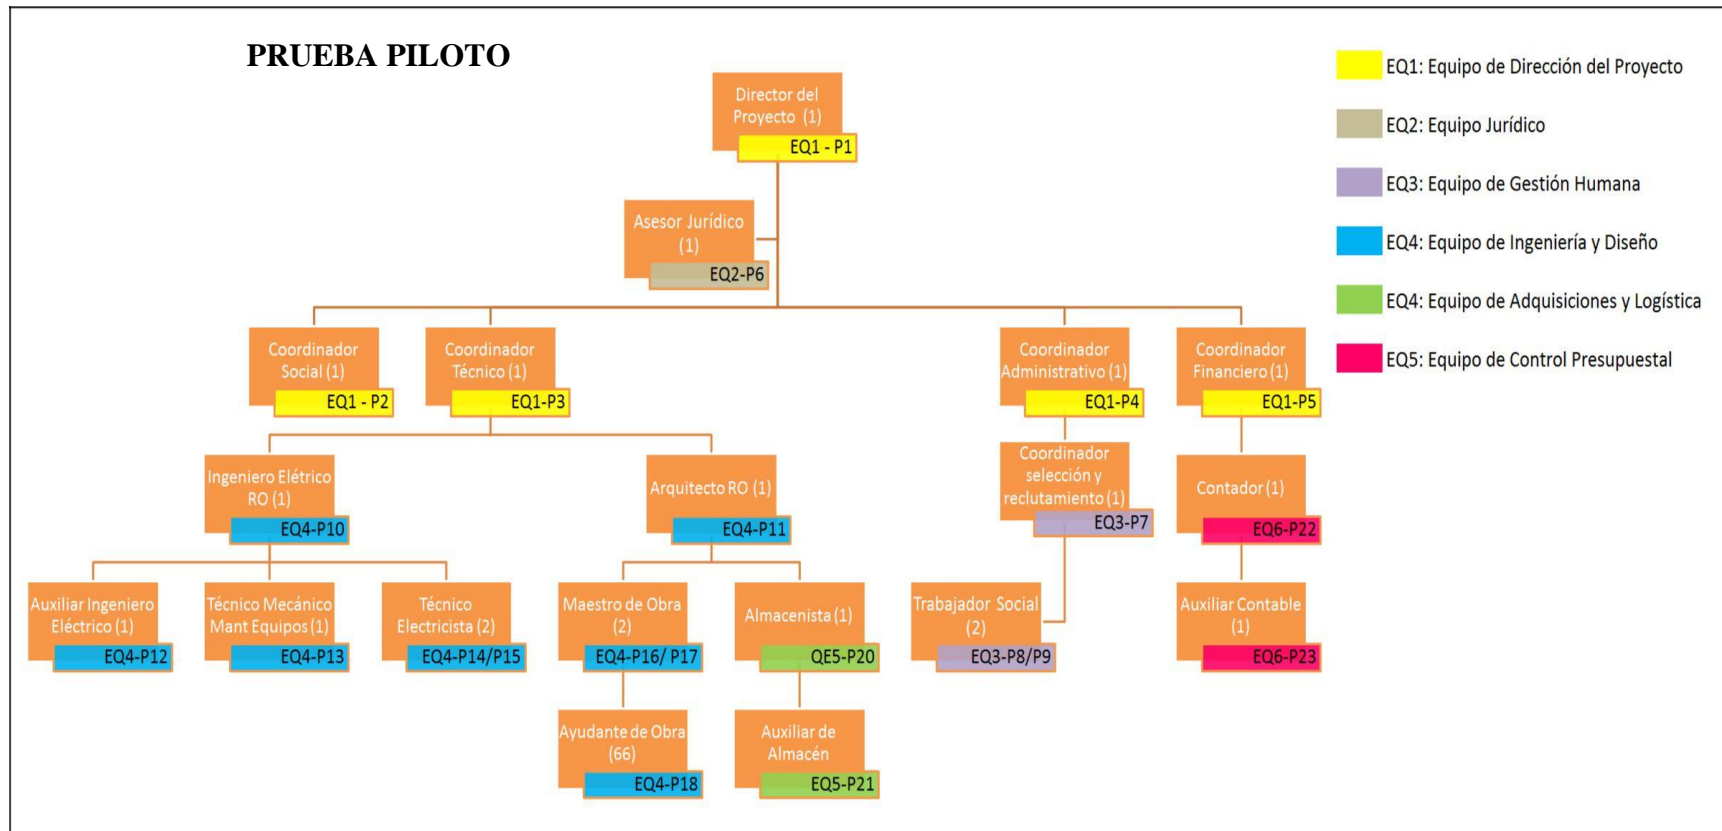 PRUEBA PILOTO
Director del
Proyecto (1)
EQ1 - P1
Asesor Jurídico
(1)
EQ2-P6
Coordinador
Social (1)
EQ1 - P2
Coordinador
Técnico (1)
EQ1-P3
Coordinador
Administrativo (1)
EQ1-P4
Coordinador
Financiero (1)
EQ1-P5
Ingeniero Elétrico
RO (1)
EQ4-P10
Arquitecto RO (1)
EQ4-P11
Coordinador
selección y
reclutamiento (1)
EQ3-P7
Contador (1)
EQ6-P22
Auxiliar Ingeniero
Eléctrico (1)
EQ4-P12
Técnico Mecánico
Mant Equipos (1)
EQ4-P13
Técnico
Electricista (2)
EQ4-P14/P15
Maestro de Obra
(2)
EQ4-P16/ P17
Almacenista (1)
QE5-P20
Trabajador Social
(2)
EQ3-P8/P9
Auxiliar Contable
(1)
EQ6-P23
Ayudante de Obra
(66)
EQ4-P18
Auxiliar de
Almacén
EQ5-P21
EQ1: Equipo de Dirección del Proyecto
EQ2: Equipo Jurídico
EQ3: Equipo de Gestión Humana
EQ4: Equipo de Ingeniería y Diseño
EQ4: Equipo de Adquisiciones y Logística
EQ5: Equipo de Control Presupuestal